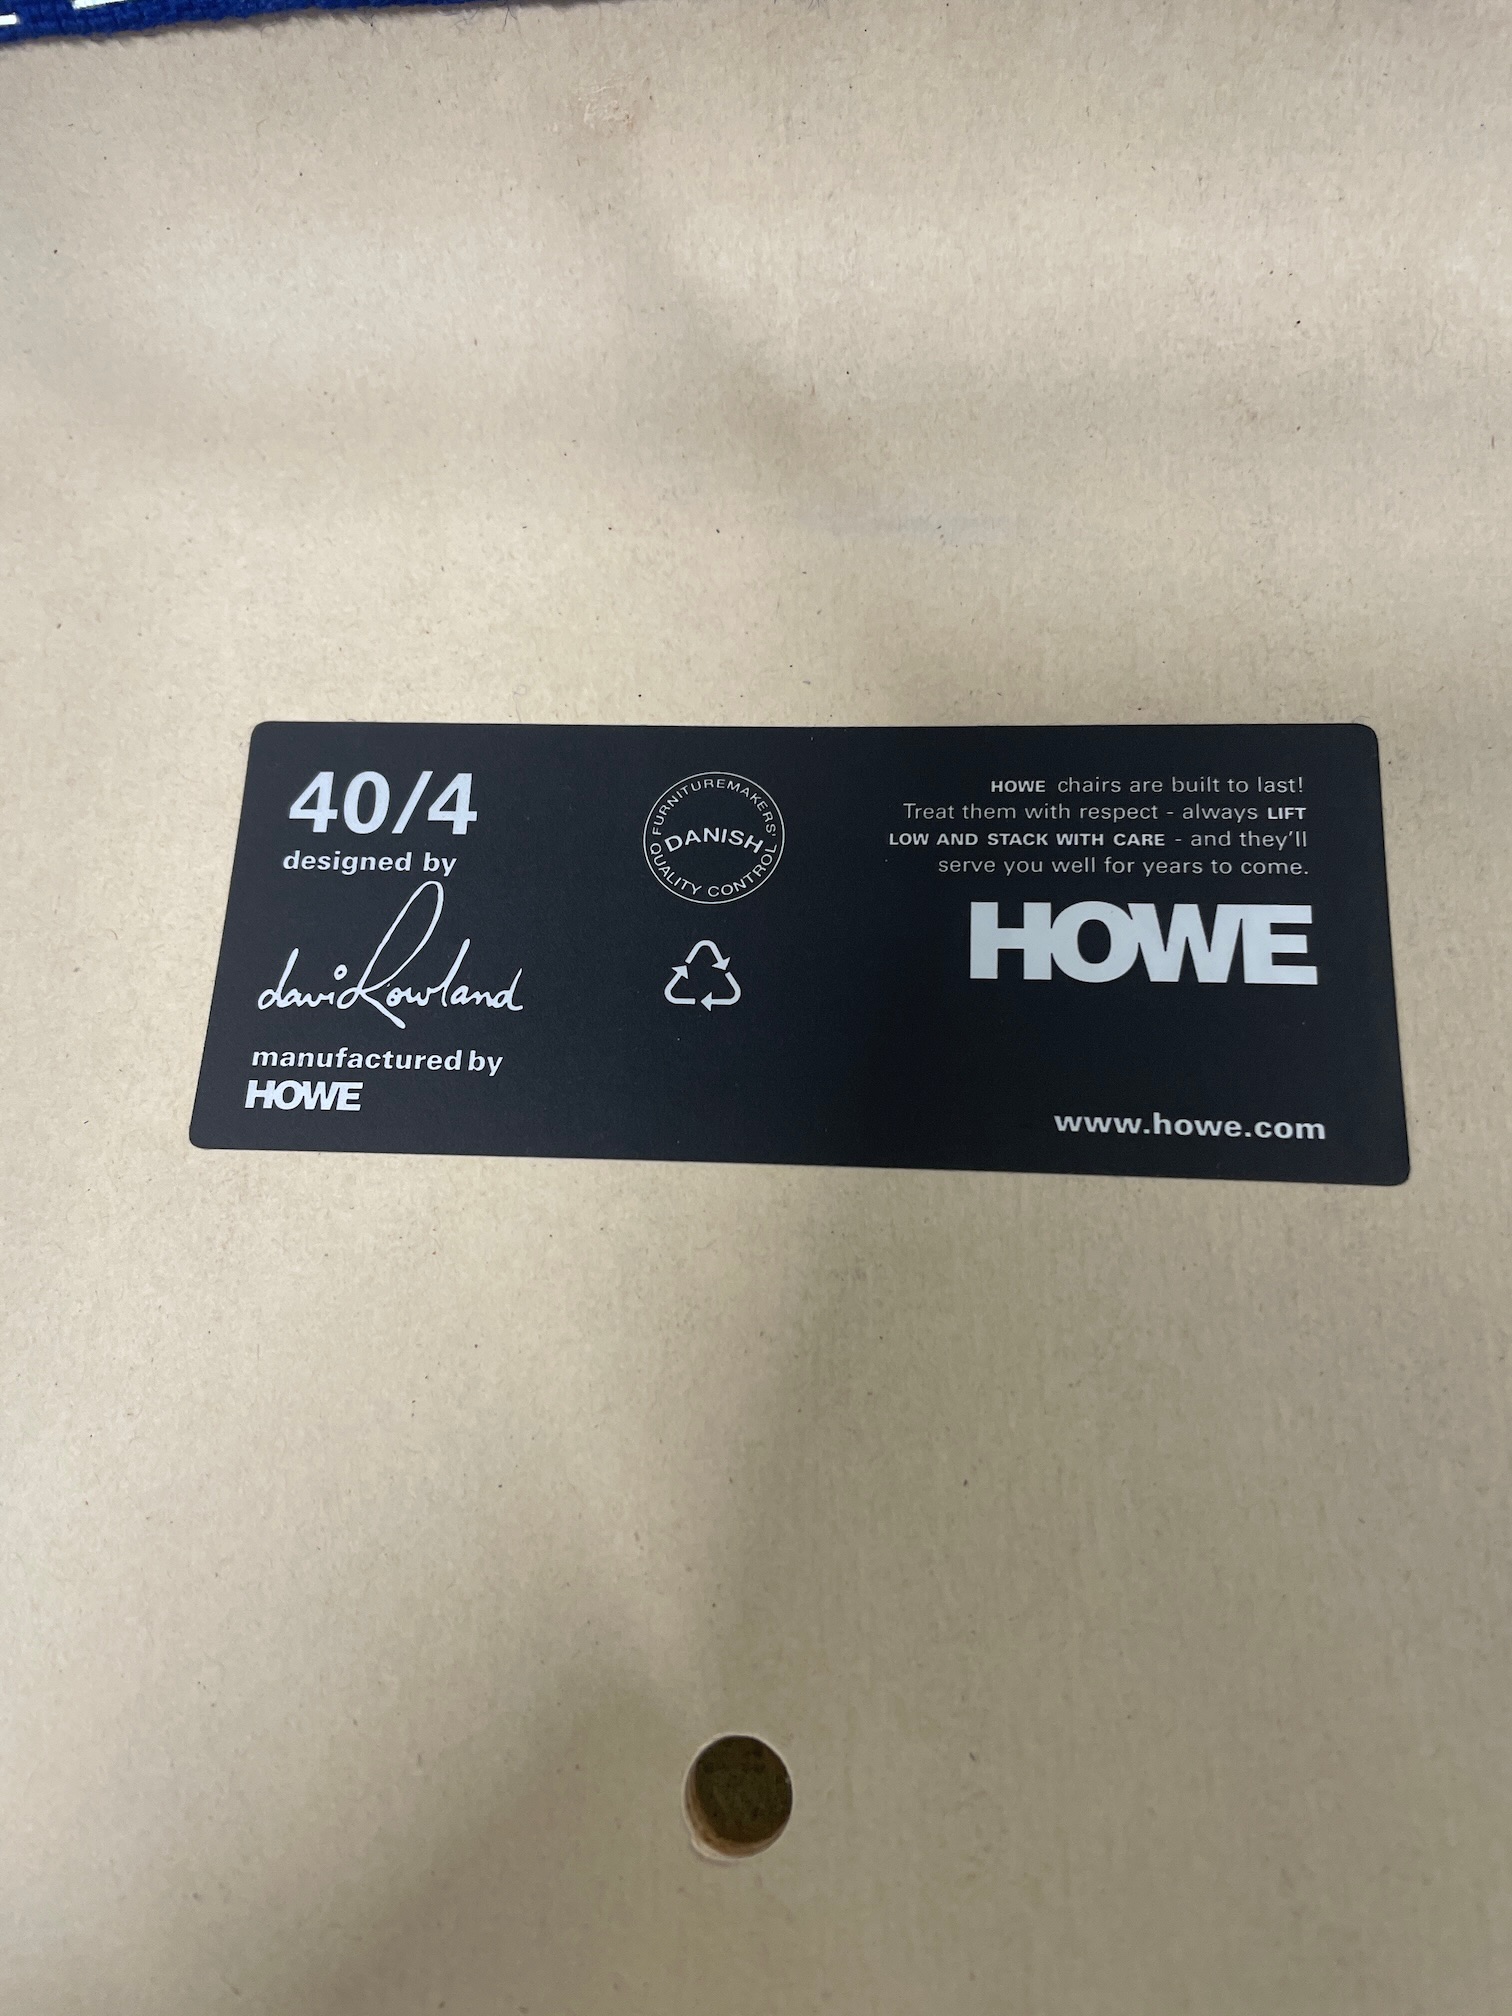 40/4
designed by
daviRowland
manufactured by
HOWE
FURNITUREMAKERS'
DANISH
QUALITY CONTROL
HOWE chairs are built to last!
Treat them with respect - always LIFT
LOW AND STACK WITH CARE - and they'll
serve you well for years to come.
HOWE
www.howe.com